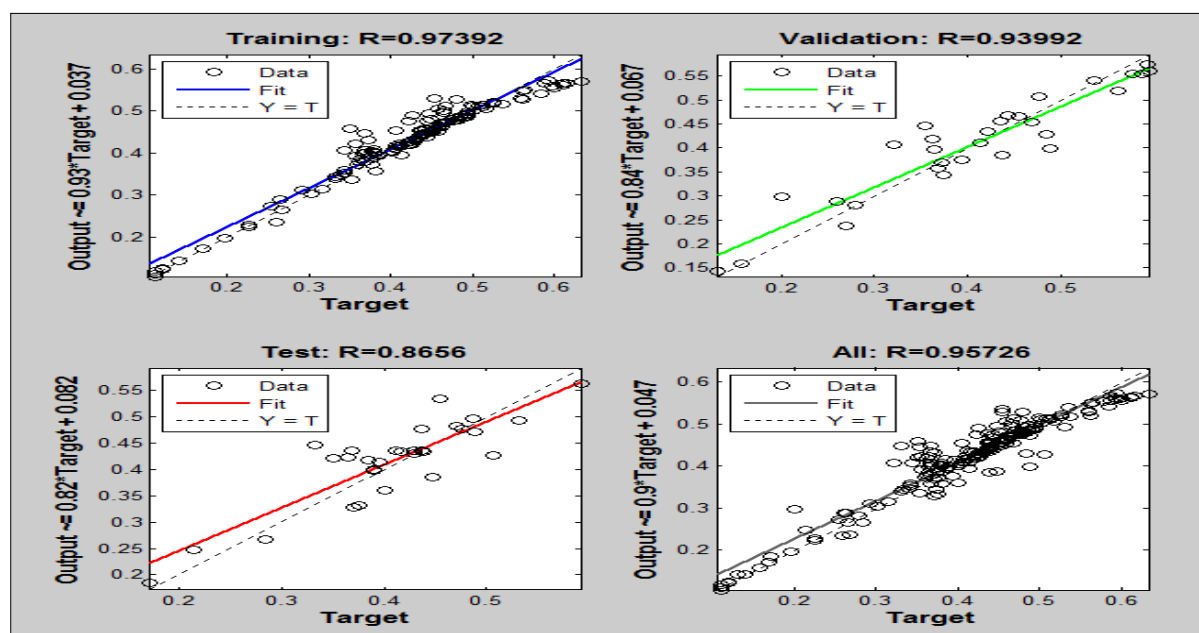 Training: R=0.97392
Output ~= 0.93*Target + 0.037
Data
Fit
Y = T
0.6
0.5
0.4
0.3
0.2
0.2 0.3 0.4 0.5 0.6
Target
Validation: R=0.93992
Output ~= 0.84*Target + 0.067
Data
Fit
Y = T
0.55
0.5
0.45
0.4
0.35
0.3
0.25
0.2
0.15
0.2 0.3 0.4 0.5
Target
Test: R=0.8656
Output ~= 0.82*Target + 0.082
Data
Fit
Y = T
0.55
0.5
0.45
0.4
0.35
0.3
0.25
0.2
0.2 0.3 0.4 0.5
Target
All: R=0.95726
Output ~= 0.9*Target + 0.047
Data
Fit
Y = T
0.6
0.5
0.4
0.3
0.2
0.2 0.3 0.4 0.5 0.6
Target